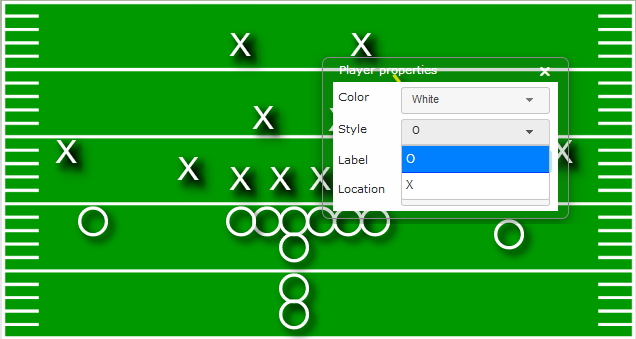 Player properties
Color White
Style O
Label O
X
Location